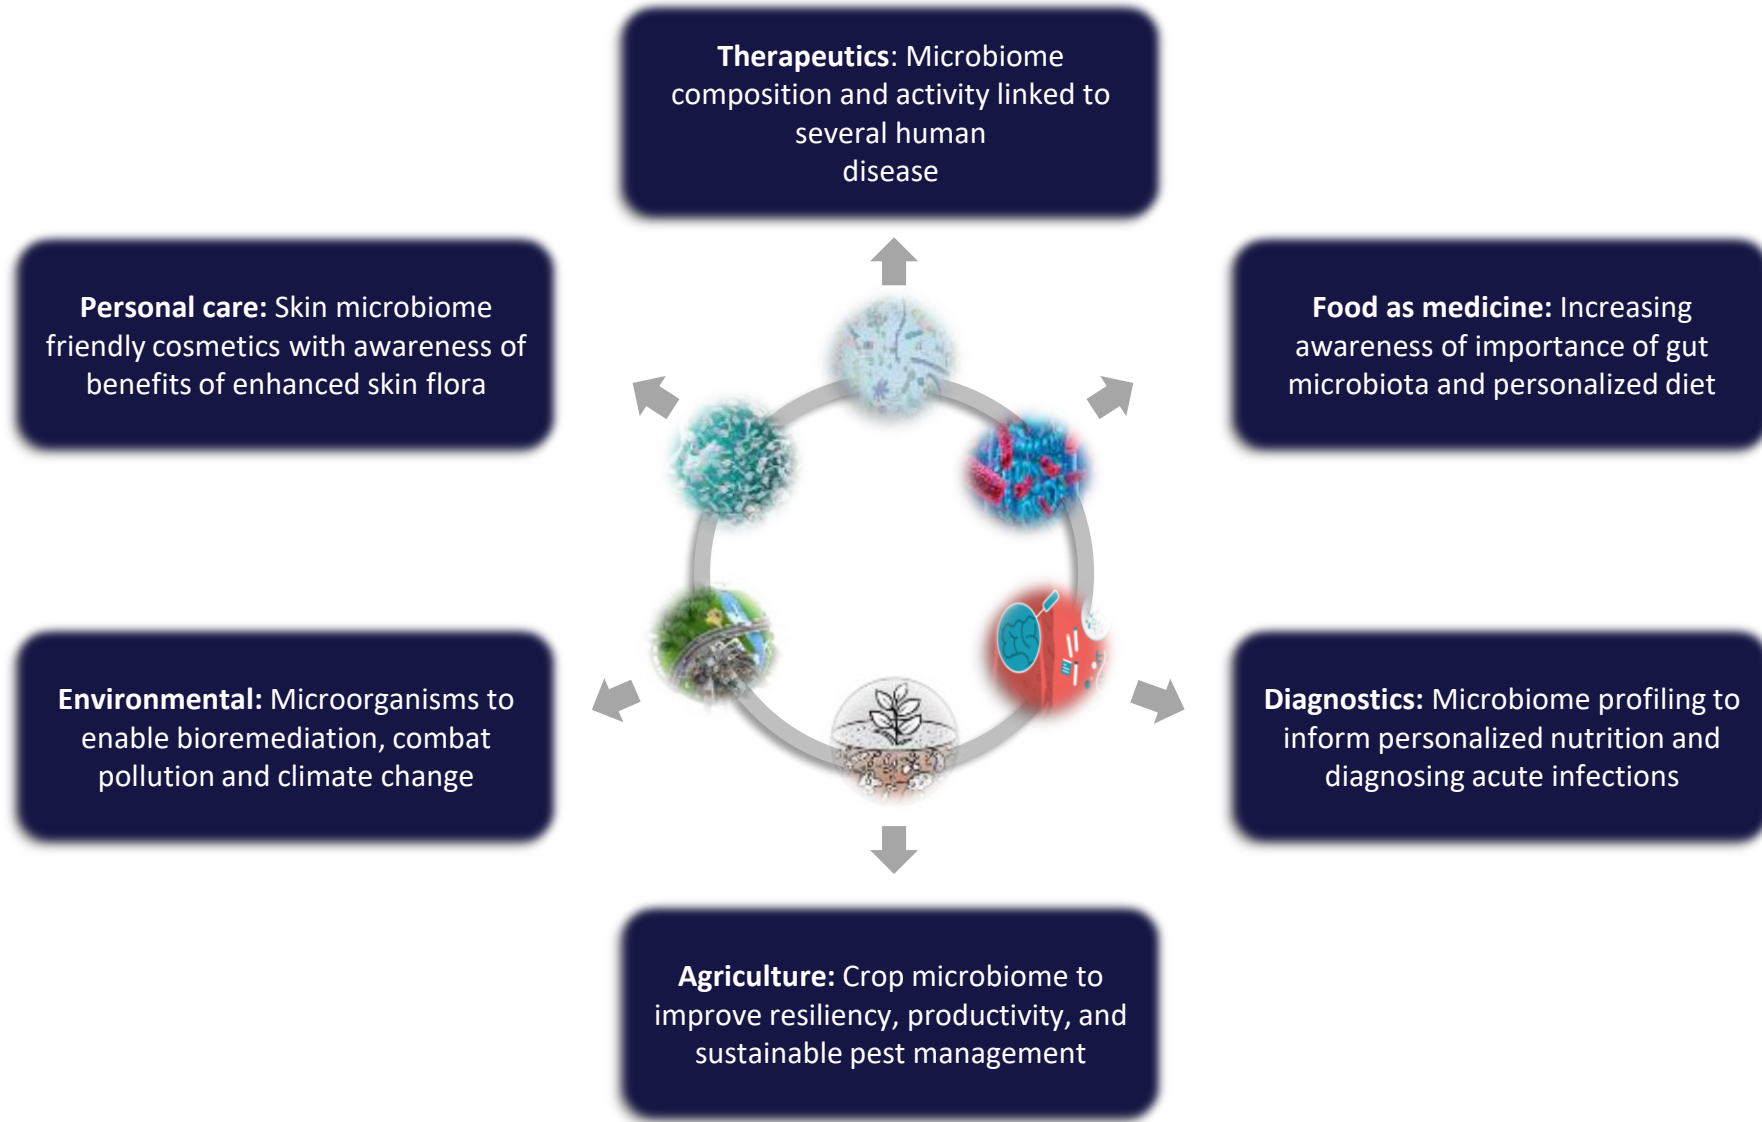 Therapeutics: Microbiome
composition and activity linked to
several human
disease
Personal care: Skin microbiome
friendly cosmetics with awareness of
benefits of enhanced skin flora
Food as medicine: Increasing
awareness of importance of gut
microbiota and personalized diet
Environmental: Microorganisms to
enable bioremediation, combat
pollution and climate change
Diagnostics: Microbiome profiling to
inform personalized nutrition and
diagnosing acute infections
Agriculture: Crop microbiome to
improve resiliency, productivity, and
sustainable pest management